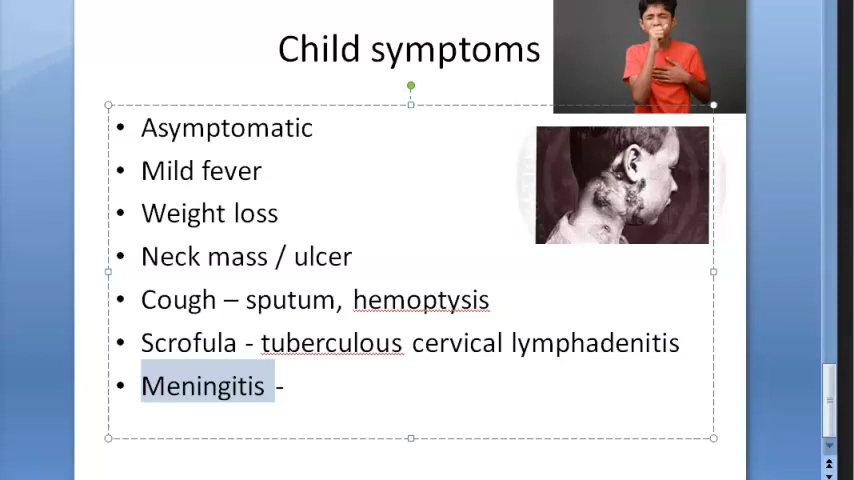 Child symptoms
• Asymptomatic
• Mild fever
• Weight loss
• Neck mass / ulcer
• Cough – sputum, hemoptysis
• Scrofula - tuberculous cervical lymphadenitis
• Meningitis -